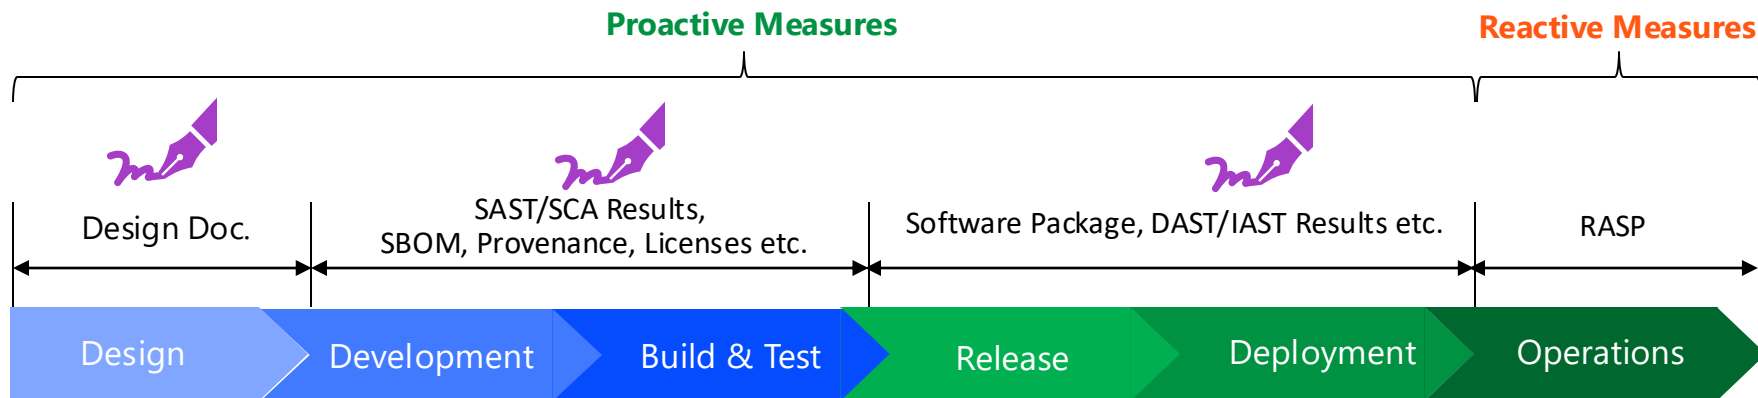 Proactive Measures
Reactive Measures
Design Doc.
SAST/SCA Results,
SBOM, Provenance, Licenses etc.
Software Package, DAST/IAST Results etc.
RASP
Design
Development
Build & Test
Release
Deployment
Operations